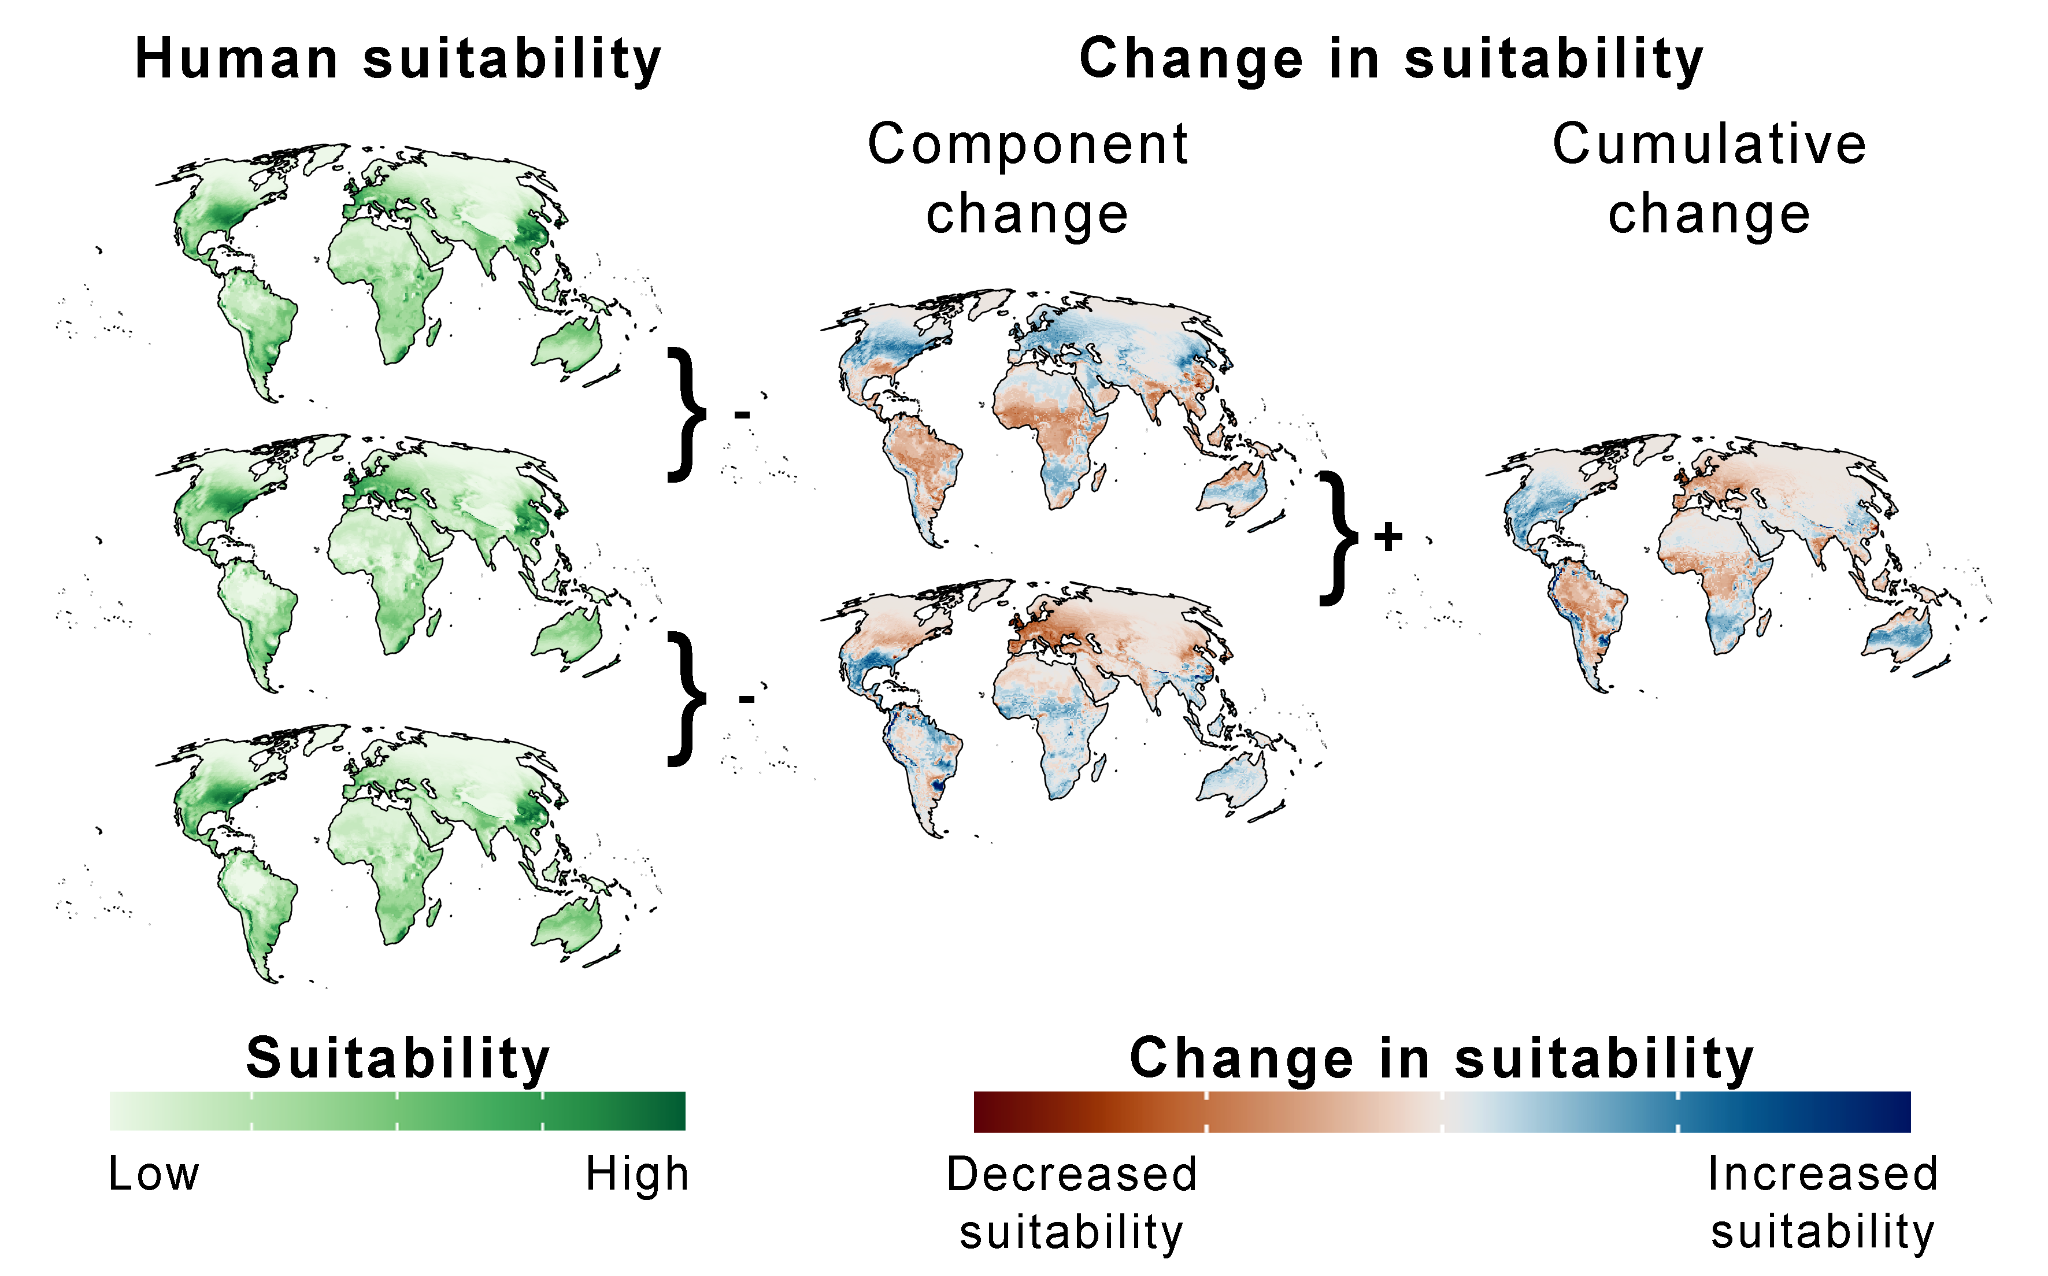 Human suitability
Change in suitability
Component
change
Cumulative
change
}
-
}
-
}
+
Suitability
Low
High
Change in suitability
Decreased
suitability
Increased
suitability